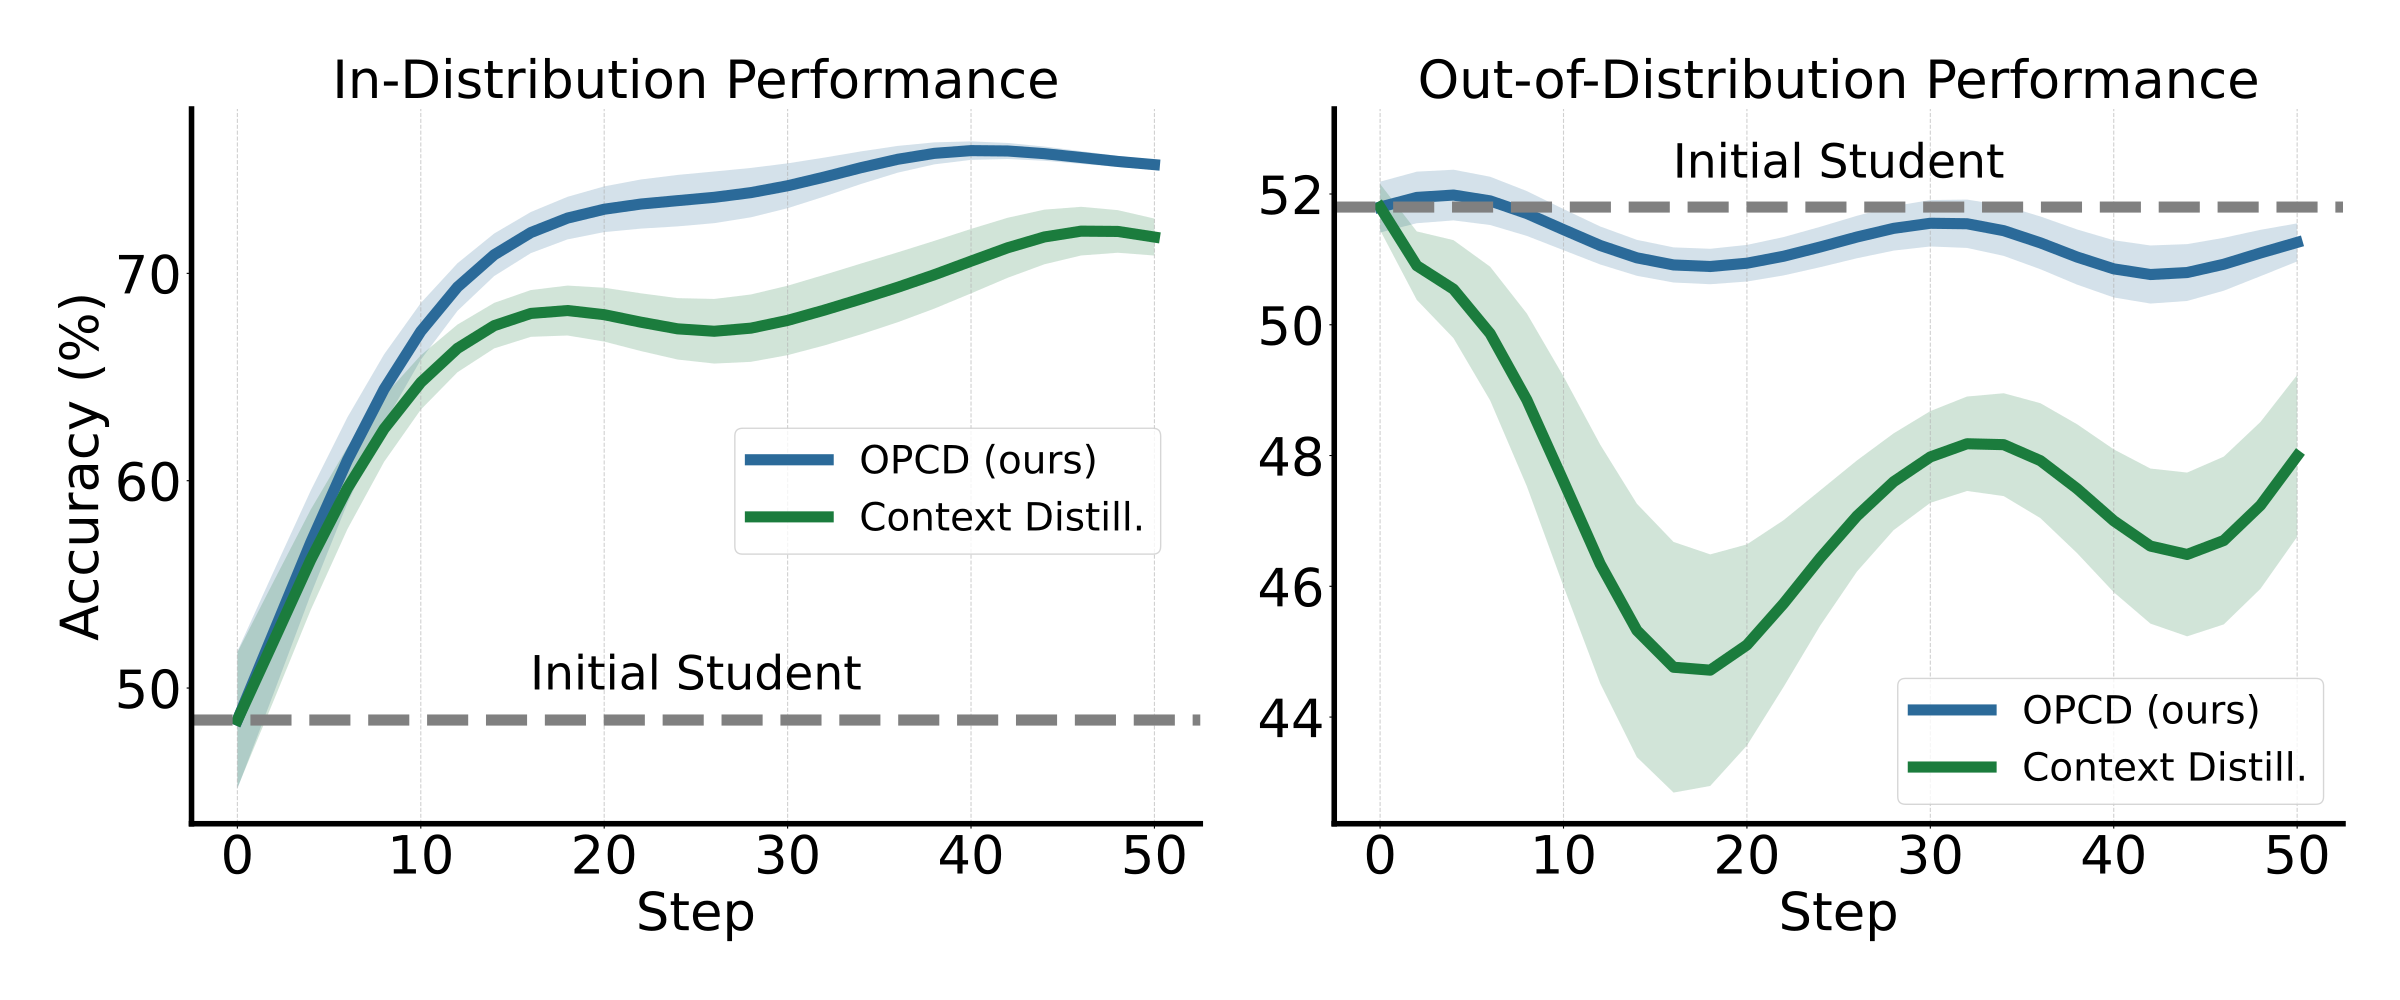 In-Distribution Performance
Accuracy (%)
70
60
50
OPCD (ours)
Context Distill.
Initial Student
0 10 20 30 40 50
Step
Out-of-Distribution Performance
Initial Student
52
50
48
46
44
OPCD (ours)
Context Distill.
0 10 20 30 40 50
Step